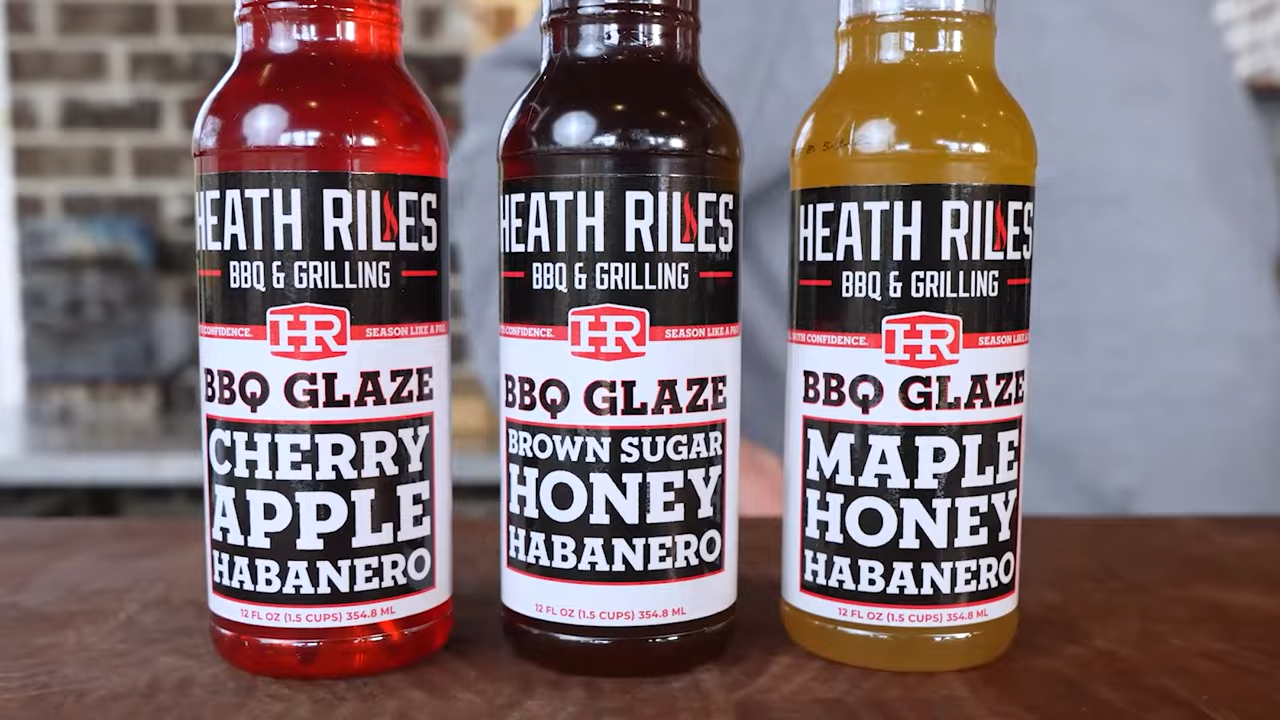 HEATH RILES
BBQ & GRILLING
CONFIDENCE. HR SEASON LIKE A
BBQ GLAZE
CHERRY
APPLE
HABANERO
12 FL OZ (1.5 CUPS) 354.8 ML
HEATH RILES
BBQ & GRILLING
CONFIDENCE. HR SEASON LIKE A
BBQ GLAZE
BROWN SUGAR
HONEY
HABANERO
12 FL OZ (1.5 CUPS) 354.8 ML
HEATH RILES
BBQ & GRILLING
WITH CONFIDENCE. HR SEASON LIKE
BBQ GLAZE
MAPLE
HONEY
HABANERO
12 FL OZ (1.5 CUPS) 354.8 ML